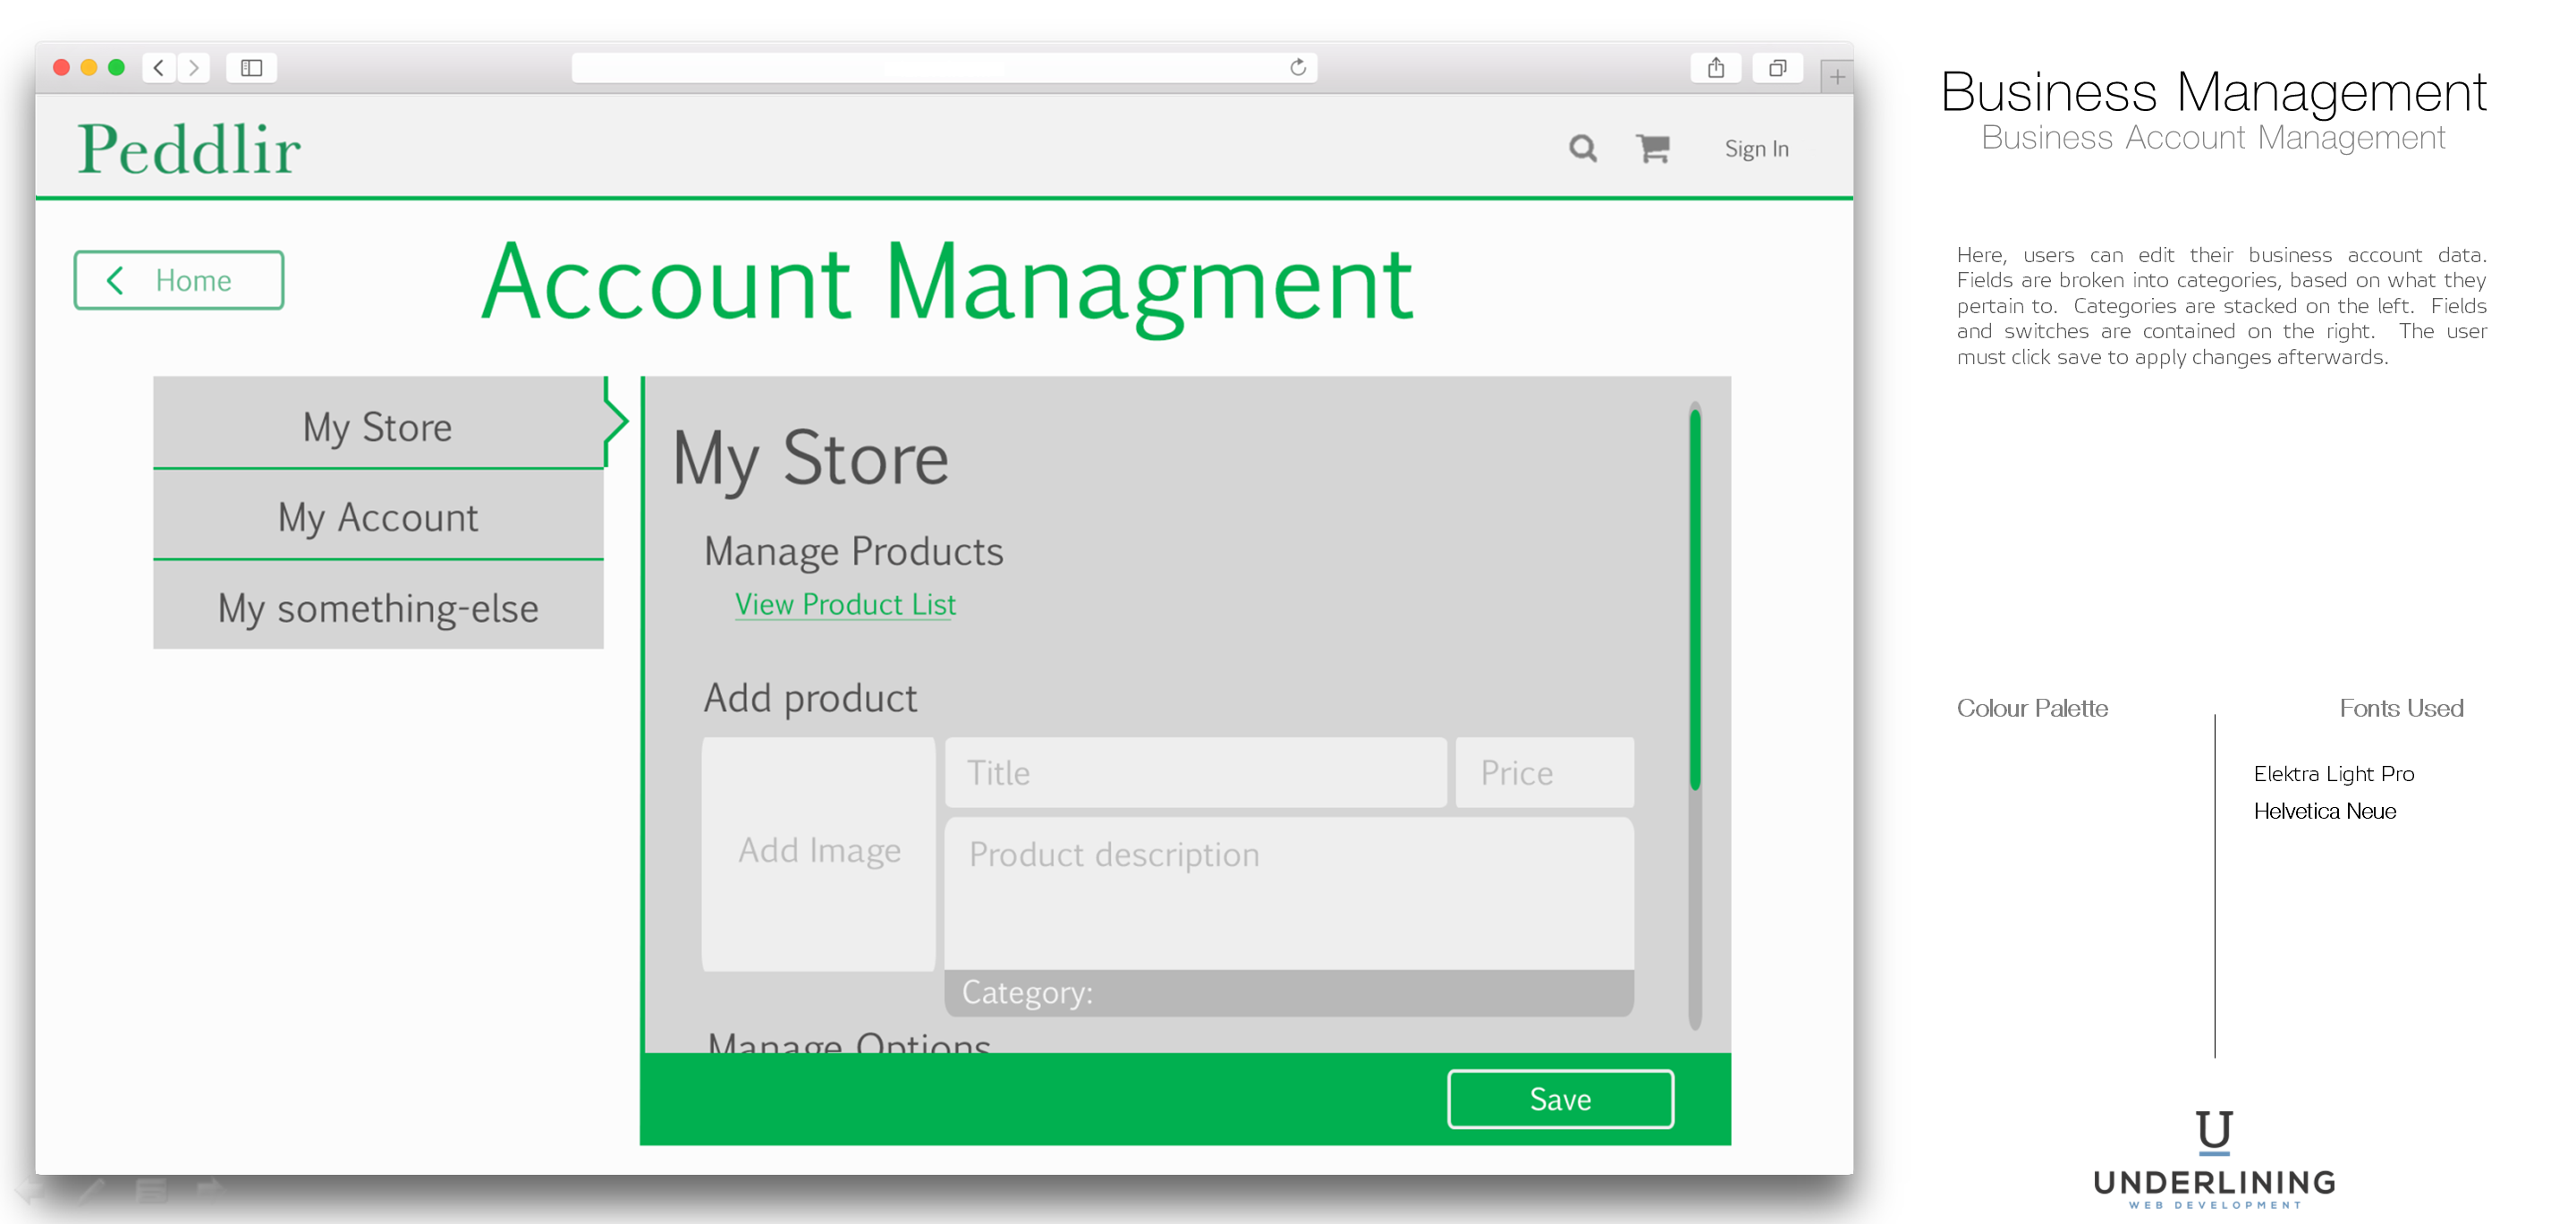 Peddlir
Sign In
Home
Account Managment
My Store
My Account
My something-else
My Store
Manage Products
View Product List
Add product
Add Image
Title
Price
Product description
Category:
Manage Options
Save
Business Management
Business Account Management
Here, users can edit their business account data.
Fields are broken into categories, based on what they
pertain to. Categories are stacked on the left. Fields
and switches are contained on the right. The user
must click save to apply changes afterwards.
Colour Palette
Fonts Used
Elektra Light Pro
Helvetica Neue
U
UNDERLINING
WEB DEVELOPMENT